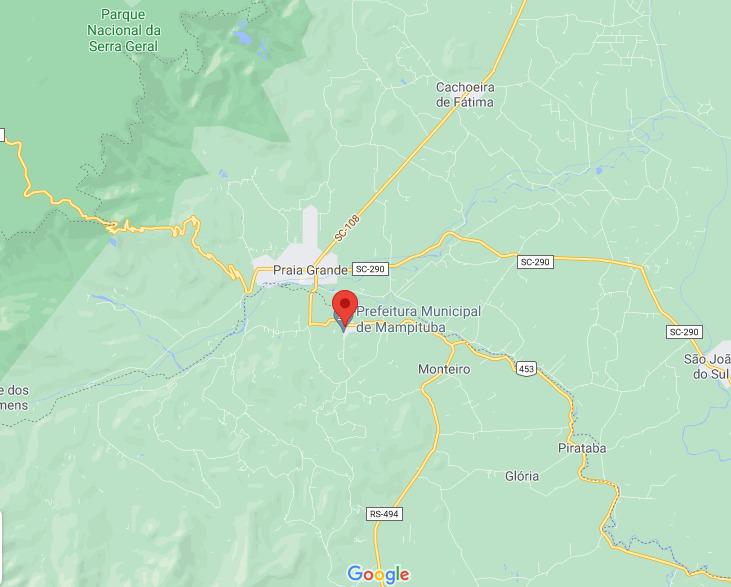 Parque
Nacional da
Serra Geral
Cachoeira
de Fátima
SC-108
SC-290
Praia Grande
SC-290
Prefeitura Municipal
de Mampituba
SC-290
São Joã
do Sul
Monteiro
453
e dos
mens
Pirataba
Glória
RS-494
Google